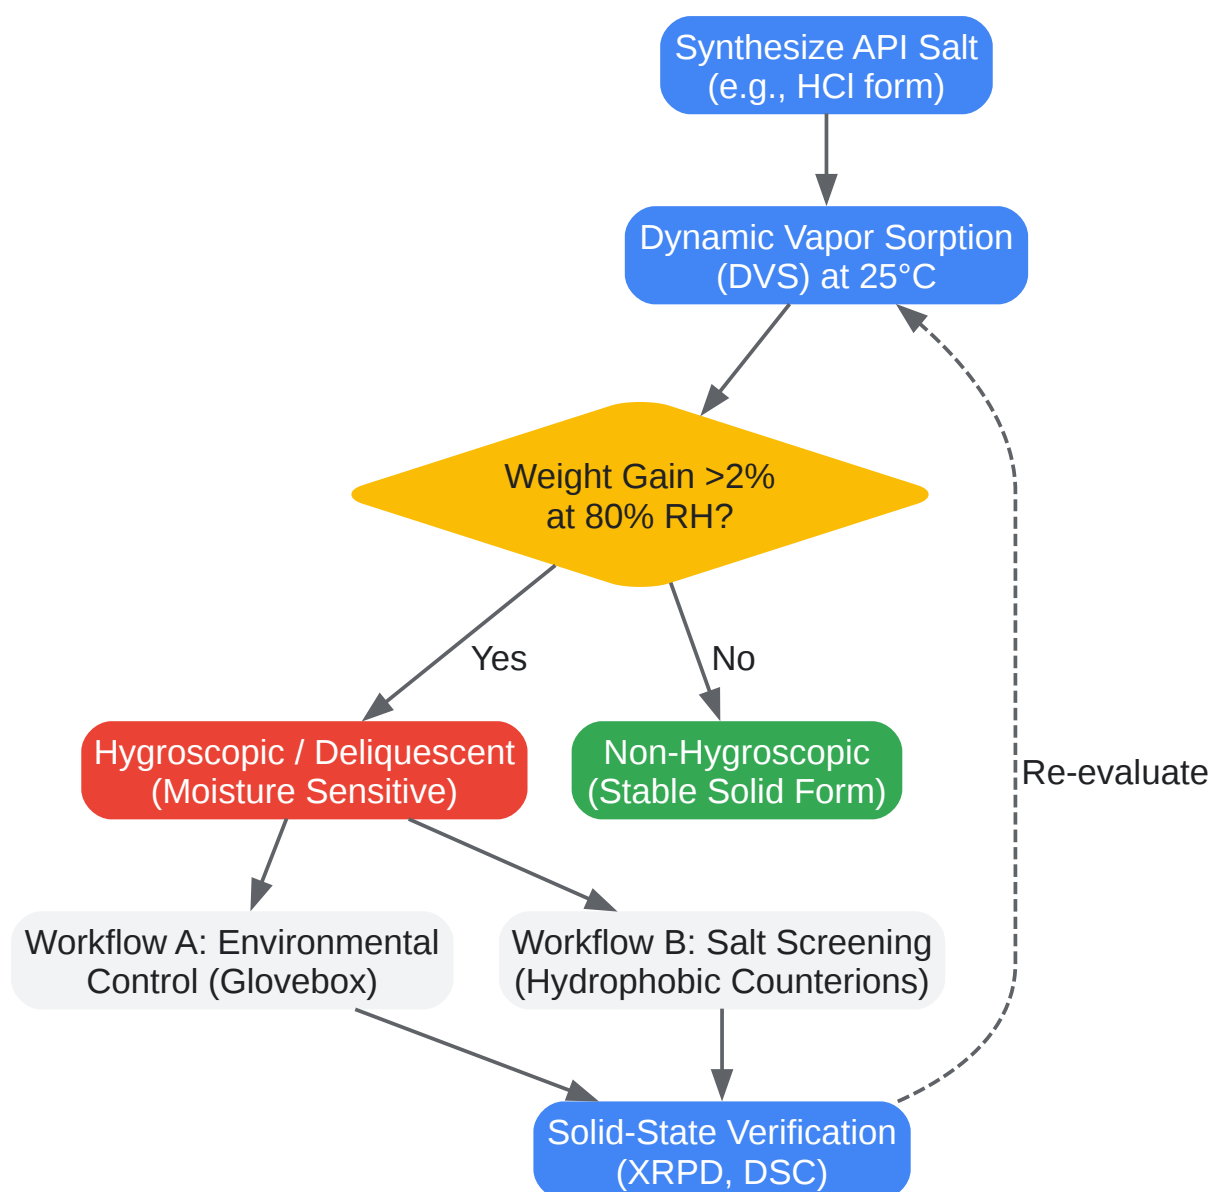 Synthesize API Salt
(e.g., HCl form)
Dynamic Vapor Sorption
(DVS) at 25°C
Weight Gain >2%
at 80% RH?
Yes
No
Hygroscopic / Deliquescent
(Moisture Sensitive)
Non-Hygroscopic
(Stable Solid Form)
Re-evaluate
Workflow A: Environmental
Control (Glovebox)
Workflow B: Salt Screening
(Hydrophobic Counterions)
Solid-State Verification
(XRPD, DSC)